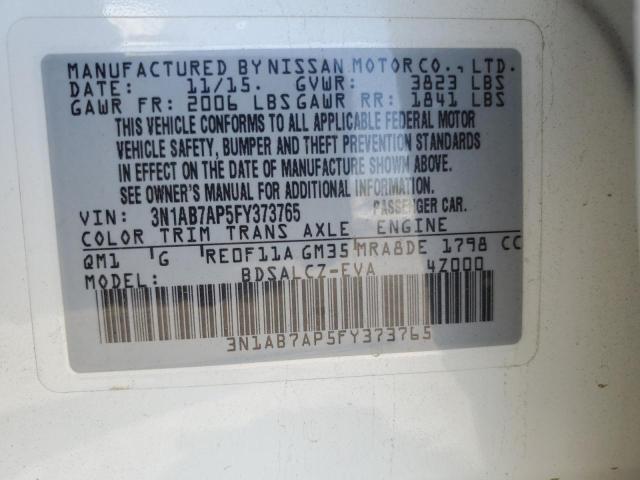 MANUFACTURED BY NISSAN MOTOR CO., LTD.
DATE: 11/15. GVWR: 3823 LBS
GAWR FR: 2006 LBS GAWR RR: 1841 LBS
THIS VEHICLE CONFORMS TO ALL APPLICABLE FEDERAL MOTOR
VEHICLE SAFETY, BUMPER AND THEFT PREVENTION STANDARDS
IN EFFECT ON THE DATE OF MANUFACTURE SHOWN ABOVE.
SEE OWNER'S MANUAL FOR ADDITIONAL INFORMATION.
VIN: 3N1AB7AP5FY373765 PASSENGER CAR.
COLOR TRIM TRANS AXLE ENGINE
QM1 G RE0F11A GM35 MRA8DE 1798 CC
MODEL: BDSALCZ-EVA 4Z000
3N1AB7AP5FY373765